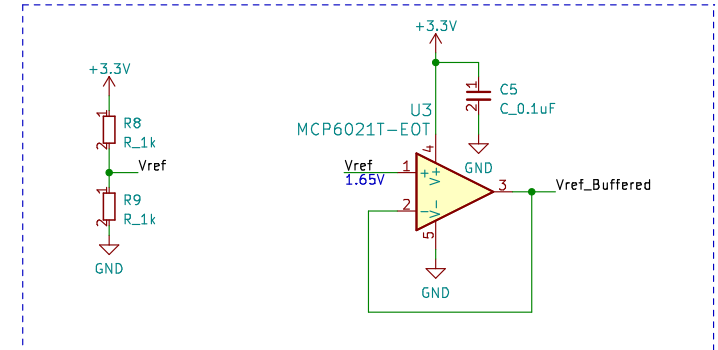 +3.3V
1
R8
R_1k
2
Vref
1
R9
R_1k
2
GND
+3.3V
1
C5
C_0.1uF
2
GND
U3
MCP6021T-EOT
4
Vref
1.65V
1
+
V+
2
−
V-
3
Vref_Buffered
5
GND